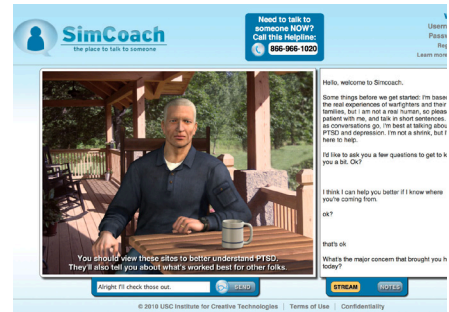 SimCoach
the place to talk to someone
Need to talk to
someone NOW?
Call this Helpline:
866-966-1020
W
Usern
Passw
Reg
Learn more
Hello, welcome to Simcoach.
Some things before we get started: I'm based
the real experiences of warfighters and their
families, but I am not a real human, so pleas
patient with me, and talk in short sentences.
as conversations go, I'm best at talking abou
PTSD and depression. I'm not a shrink, but I
here to help.
I'd like to ask you a few questions to get to k
you a bit. Ok?
I think I can help you better if I know where
you're coming from.
ok?
that's ok
What's the major concern that brought you h
today?
You should view these sites to better understand PTSD.
They'll also tell you about what's worked best for other folks.
Alright I'll check those out.
SEND
STREAM
NOTES
© 2010 USC Institute for Creative Technologies | Terms of Use | Confidentiality